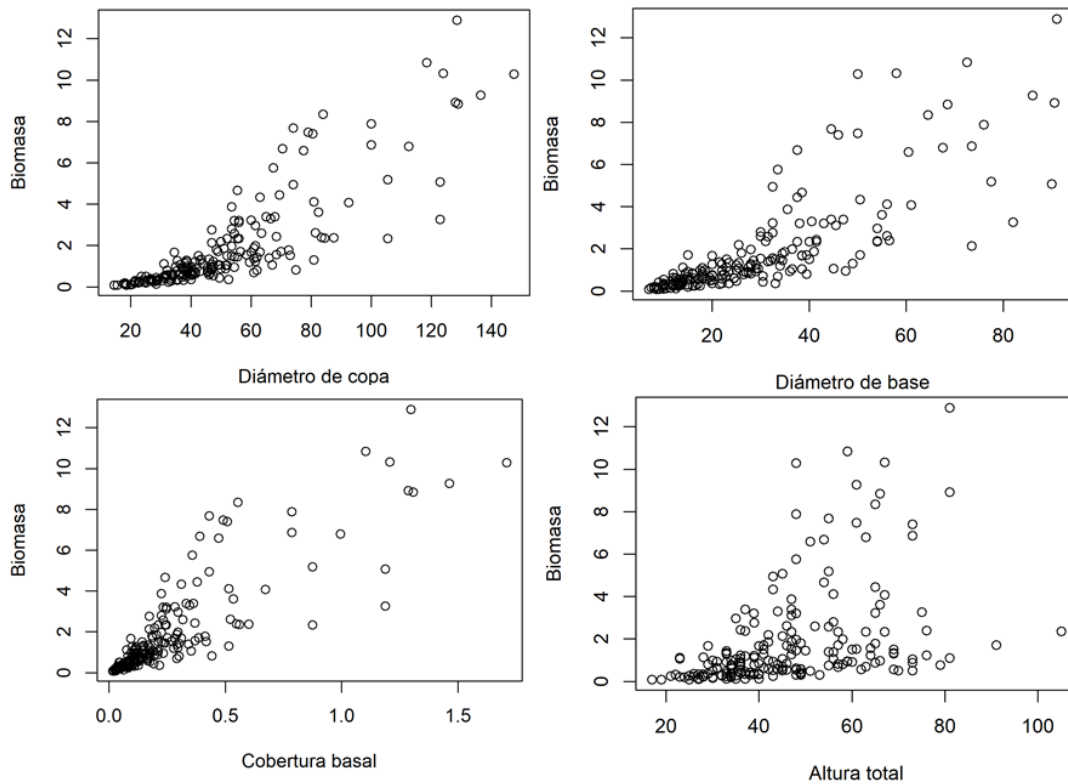 Biomasa
12
10
8
6
4
2
0
20 40 60 80 100 120 140
Diámetro de copa
Biomasa
12
10
8
6
4
2
0
20 40 60 80
Diámetro de base
Biomasa
12
10
8
6
4
2
0
0.0 0.5 1.0 1.5
Cobertura basal
Biomasa
12
10
8
6
4
2
0
20 40 60 80 100
Altura total